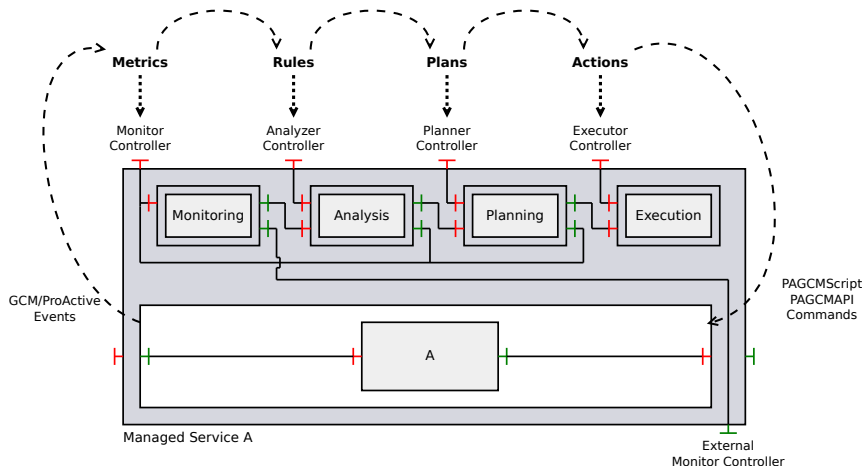 Metrics
Rules
Plans
Actions
Monitor
Controller
Analyzer
Controller
Planner
Controller
Executor
Controller
Monitoring
Analysis
Planning
Execution
GCM/ProActive
Events
PAGCMScript
PAGCMAPI
Commands
A
Managed Service A
External
Monitor Controller